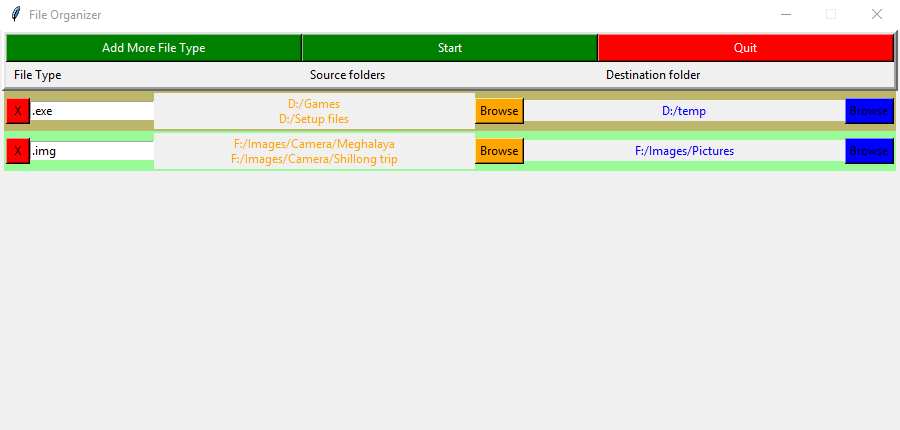 File Organizer
Add More File Type Start Quit
File Type Source folders Destination folder
X .exe D:/Games Browse D:/temp Browse
D:/Setup files
X .img F:/Images/Camera/Meghalaya Browse F:/Images/Pictures Browse
F:/Images/Camera/Shillong trip